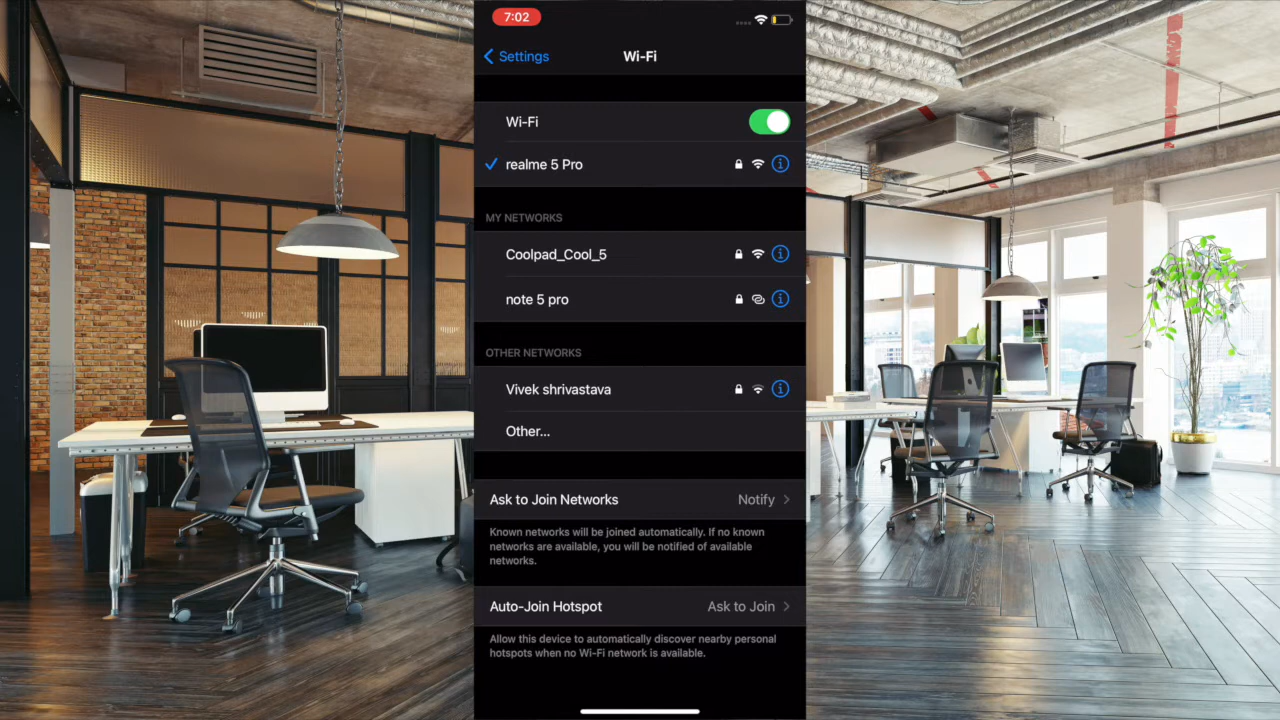 7:02
Settings
Wi-Fi
Wi-Fi
realme 5 Pro
MY NETWORKS
Coolpad_Cool_5
note 5 pro
OTHER NETWORKS
Vivek shrivastava
Other...
Ask to Join Networks Notify
Known networks will be joined automatically. If no known
networks are available, you will be notified of available
networks.
Auto-Join Hotspot Ask to Join
Allow this device to automatically discover nearby personal
hotspots when no Wi-Fi network is available.